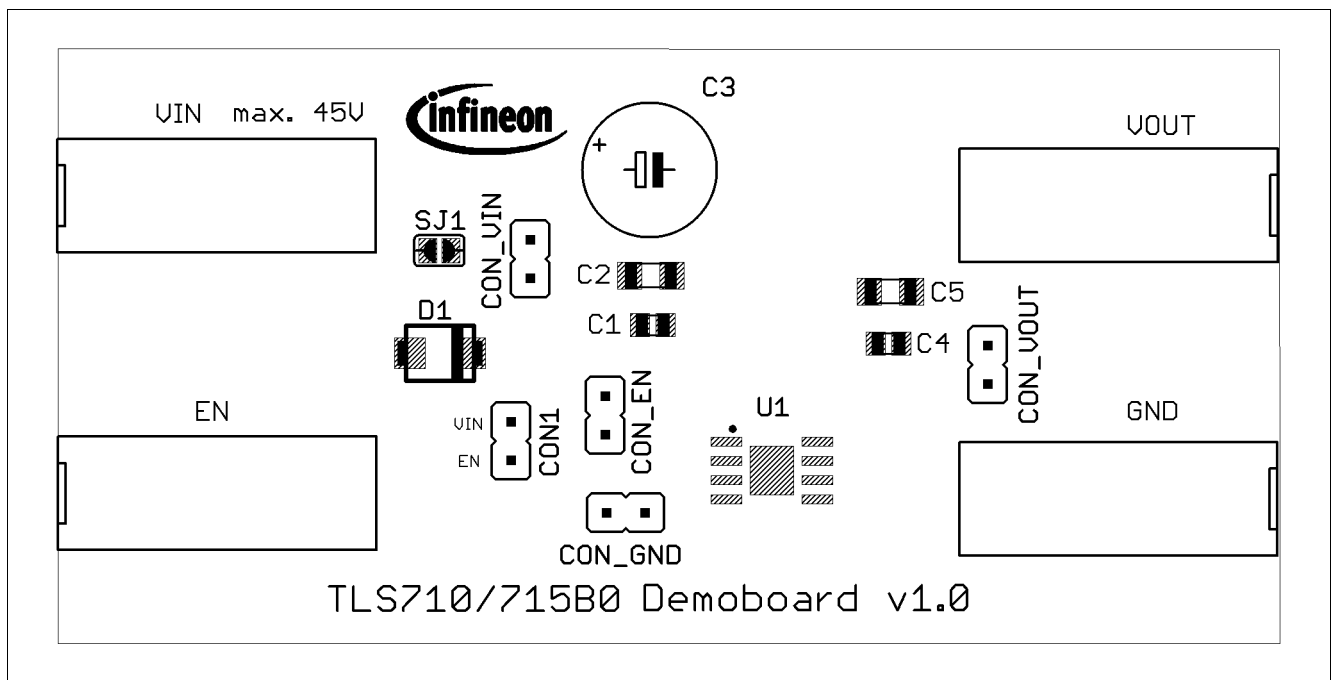 C3
VIN max. 45V
infineon
VOUT
SJ1
CON_VIN
C2
C5
D1
C1
C4
CON_VOUT
EN
CON_EN
U1
GND
VIN
EN
CON1
CON_GND
TLS710/715B0 Demoboard v1.0